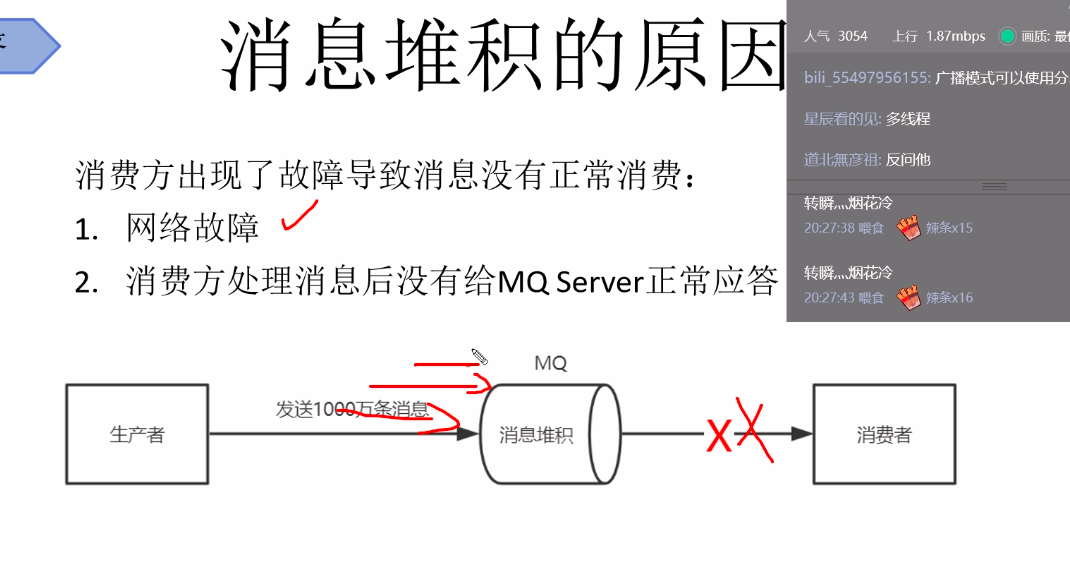 消息堆积的原因
消费方出现了故障导致消息没有正常消费：
1. 网络故障
2. 消费方处理消息后没有给MQ Server正常应答
MQ
发送1000万条消息
生产者
消息堆积
X
消费者
人气 3054 上行 1.87mbps 画质: 最
bili_55497956155: 广播模式可以使用分
星辰看的见: 多线程
道北無彦祖: 反问他
转瞬灬烟花冷
20:27:38 喂食 辣条x15
转瞬灬烟花冷
20:27:43 喂食 辣条x16